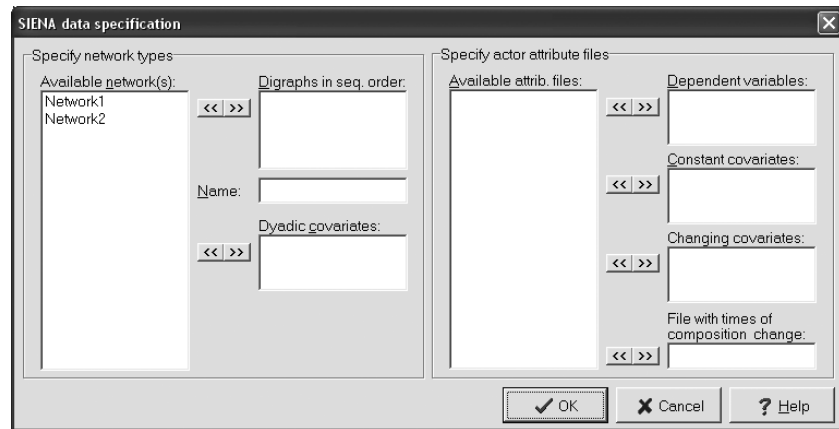 SIENA data specification
Specify network types
Available network(s):
Network1
Network2
<< >>
Digraphs in seq. order:
Name:
<< >>
Dyadic covariates:
Specify actor attribute files
Available attrib. files:
<< >>
Dependent variables:
<< >>
Constant covariates:
<< >>
Changing covariates:
<< >>
File with times of
composition change:
OK
Cancel
? Help